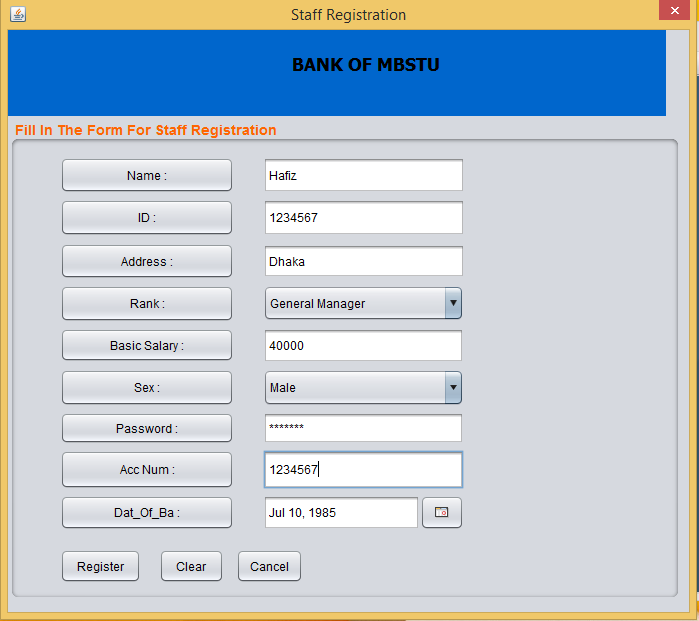 Staff Registration
BANK OF MBSTU
Fill In The Form For Staff Registration
Name : Hafiz
ID : 1234567
Address : Dhaka
Rank : General Manager
Basic Salary : 40000
Sex : Male
Password : *******
Acc Num : 1234567
Dat_Of_Ba : Jul 10, 1985
Register Clear Cancel